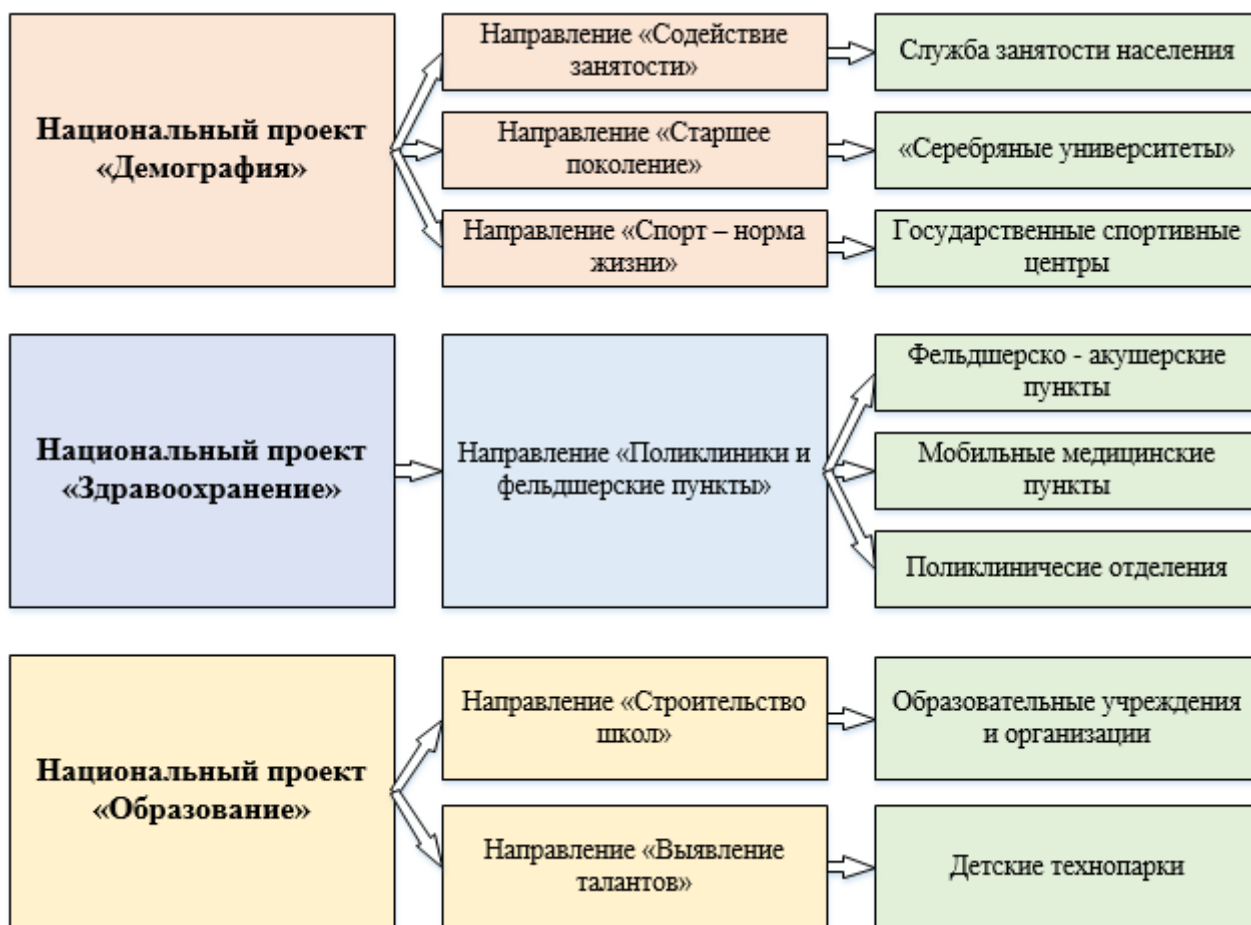 Национальный проект
«Демография»
Направление «Содействие
занятости»
Служба занятости населения
Направление «Старшее
поколение»
«Серебряные университеты»
Направление «Спорт – норма
жизни»
Государственные спортивные
центры
Национальный проект
«Здравоохранение»
Направление «Поликлиники и
фельдшерские пункты»
Фельдшерско - акушерские
пункты
Мобильные медицинские
пункты
Поликлиничесие отделения
Национальный проект
«Образование»
Направление «Строительство
школ»
Образовательные учреждения
и организации
Направление «Выявление
талантов»
Детские технопарки